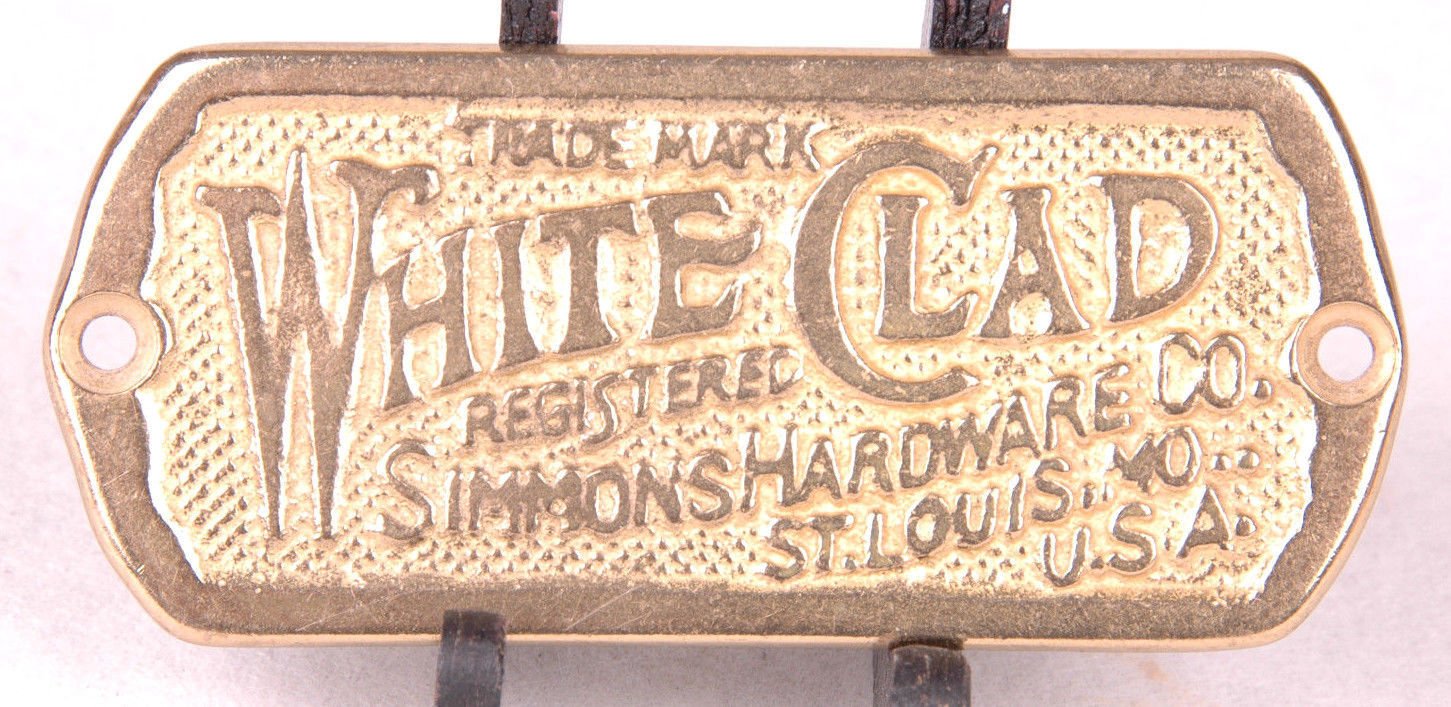 TRADE MARK
WHITE CLAD
REGISTERED
SIMMONS HARDWARE CO.
ST. LOUIS, MO..
U.S.A.